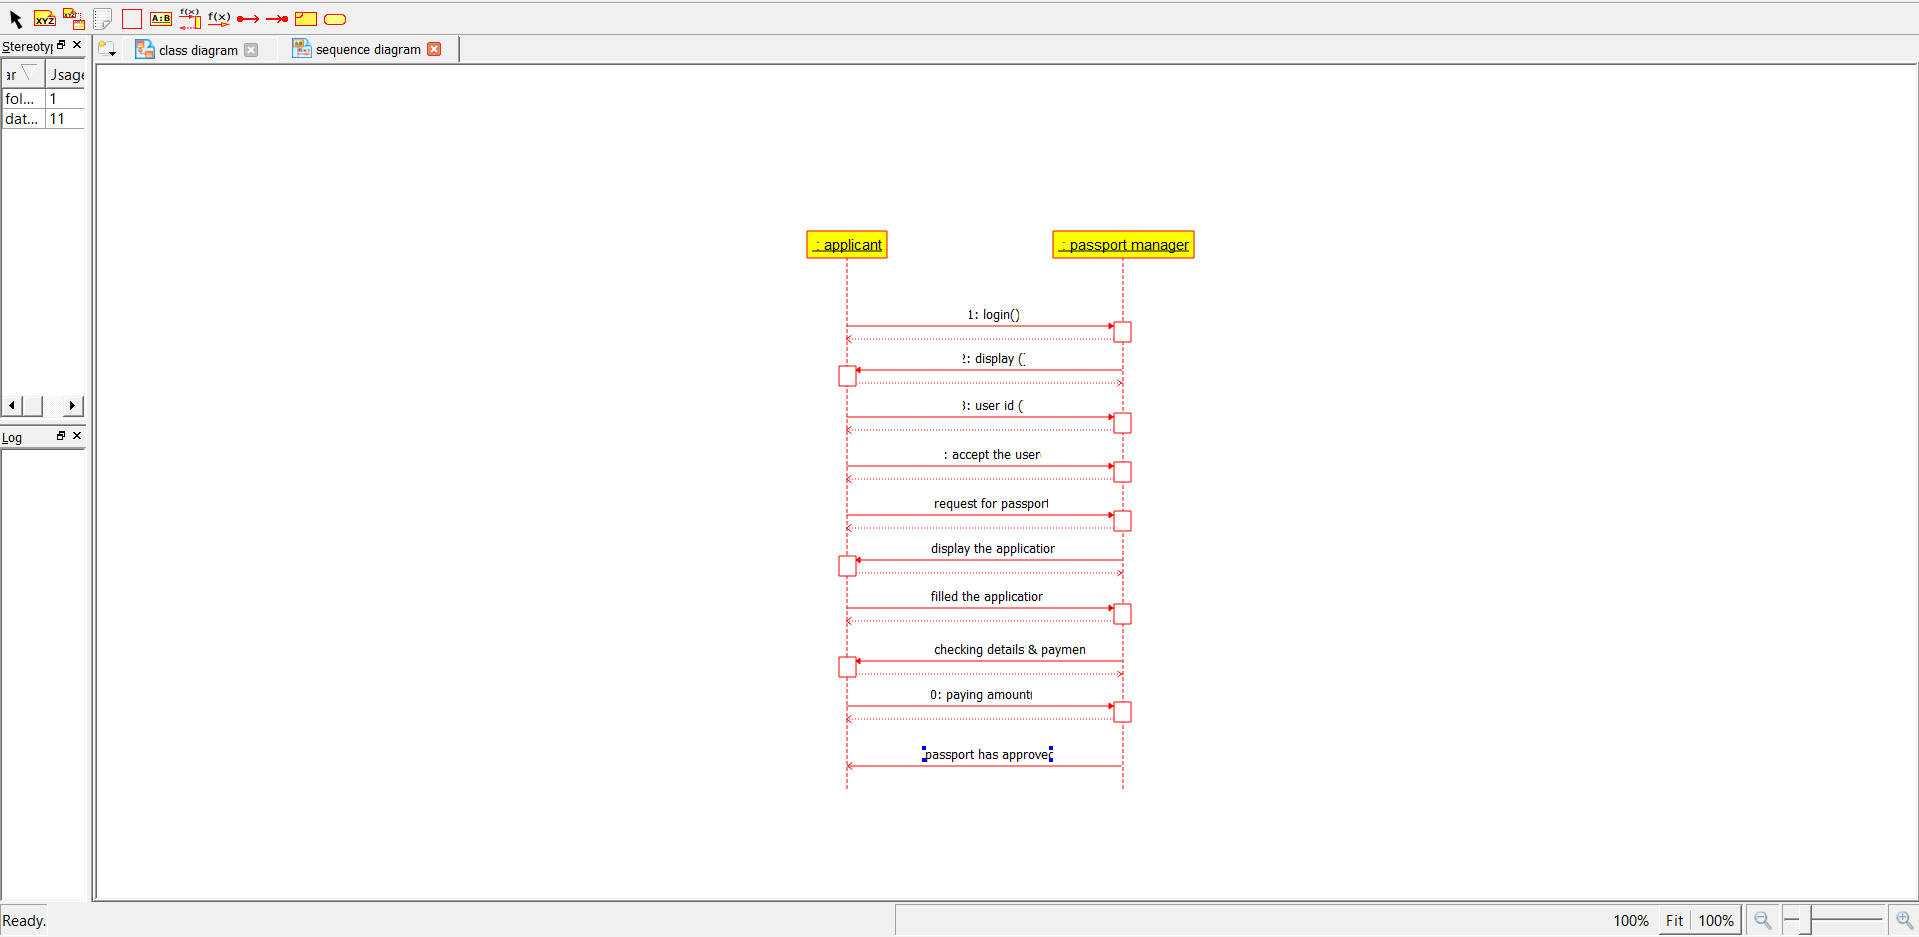 XYZ
XYZ
A:B
f(x)
f(x)
Stereoty
class diagram
sequence diagram
ar
Jsage
fol... 1
dat... 11
Log
: applicant
: passport manager
1: login()
2: display ()
3: user id (
: accept the user
request for passport
display the application
filled the application
checking details & paymen
0: paying amount
passport has approved
Ready.
100% Fit 100%